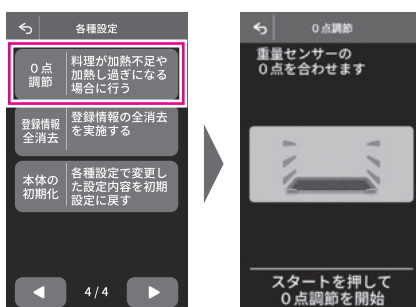 各種設定
０点
調節
料理が加熱不足や
加熱し過ぎになる
場合に行う
登録情報
全消去
登録情報の全消去
を実施する
本体の
初期化
各種設定で変更し
た設定内容を初期
設定に戻す
4/4
０点調節
重量センサーの
０点を合わせます
スタートを押して
０点調節を開始